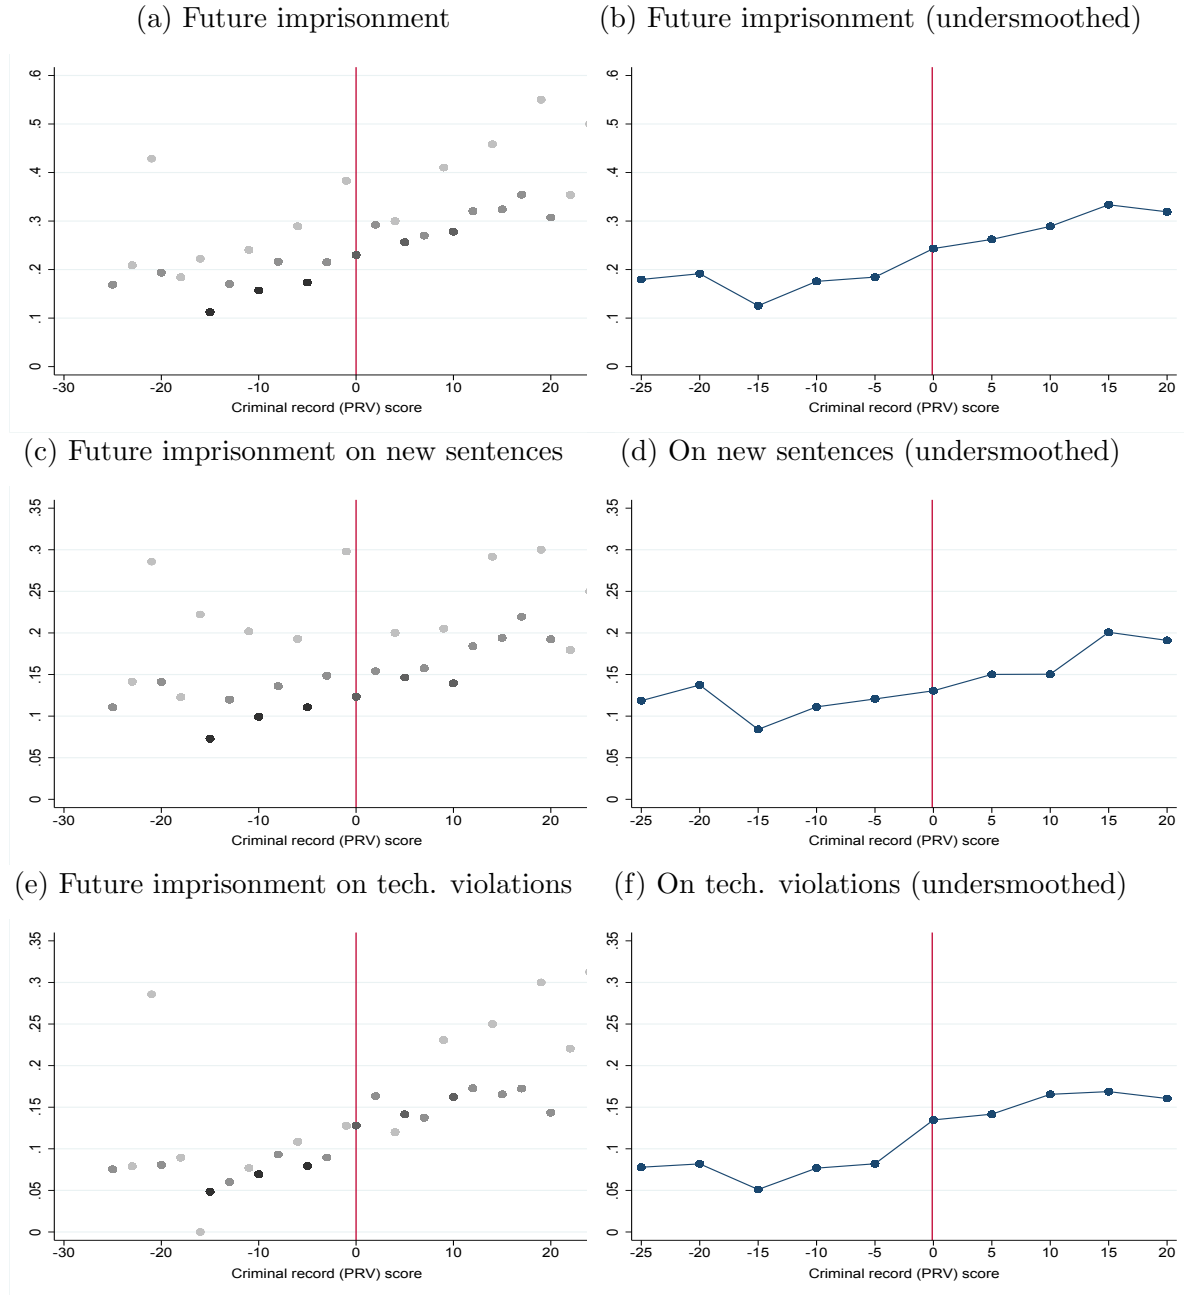 (a) Future imprisonment
(b) Future imprisonment (undersmoothed)
.6
.5
.4
.3
.2
.1
0
-30 -20 -10 0 10 20
Criminal record (PRV) score
.6
.5
.4
.3
.2
.1
0
-25 -20 -15 -10 -5 0 5 10 15 20
Criminal record (PRV) score
(c) Future imprisonment on new sentences
(d) On new sentences (undersmoothed)
.35
.3
.25
.2
.15
.1
.05
0
-30 -20 -10 0 10 20
Criminal record (PRV) score
.35
.3
.25
.2
.15
.1
.05
0
-25 -20 -15 -10 -5 0 5 10 15 20
Criminal record (PRV) score
(e) Future imprisonment on tech. violations
(f) On tech. violations (undersmoothed)
.35
.3
.25
.2
.15
.1
.05
0
-30 -20 -10 0 10 20
Criminal record (PRV) score
.35
.3
.25
.2
.15
.1
.05
0
-25 -20 -15 -10 -5 0 5 10 15 20
Criminal record (PRV) score